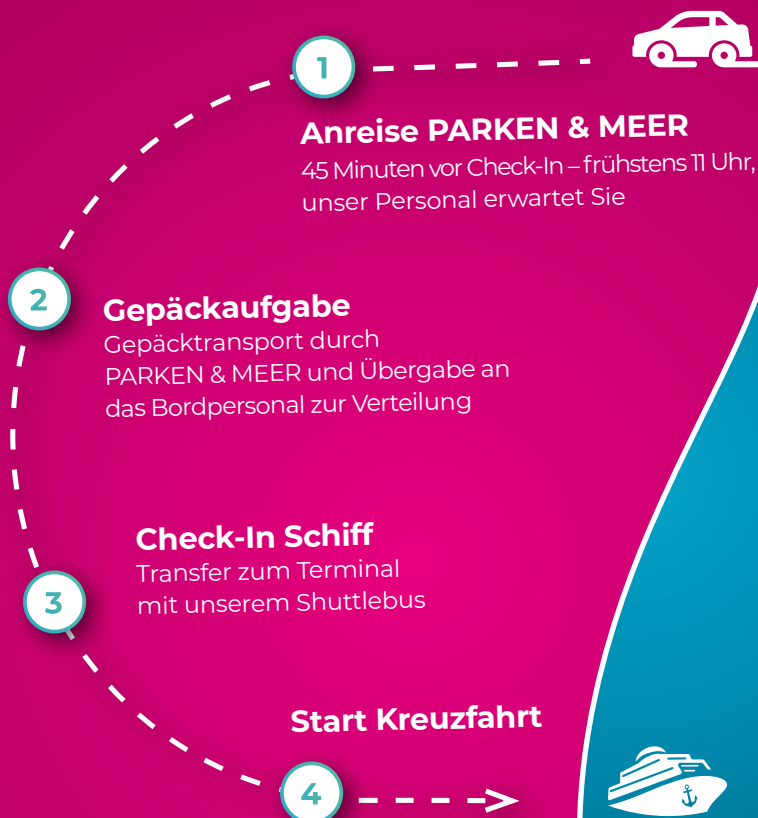 1
Anreise PARKEN & MEER
45 Minuten vor Check-In – frühstens 11 Uhr,
unser Personal erwartet Sie
2
Gepäckaufgabe
Gepäcktransport durch
PARKEN & MEER und Übergabe an
das Bordpersonal zur Verteilung
3
Check-In Schiff
Transfer zum Terminal
mit unserem Shuttlebus
4
Start Kreuzfahrt